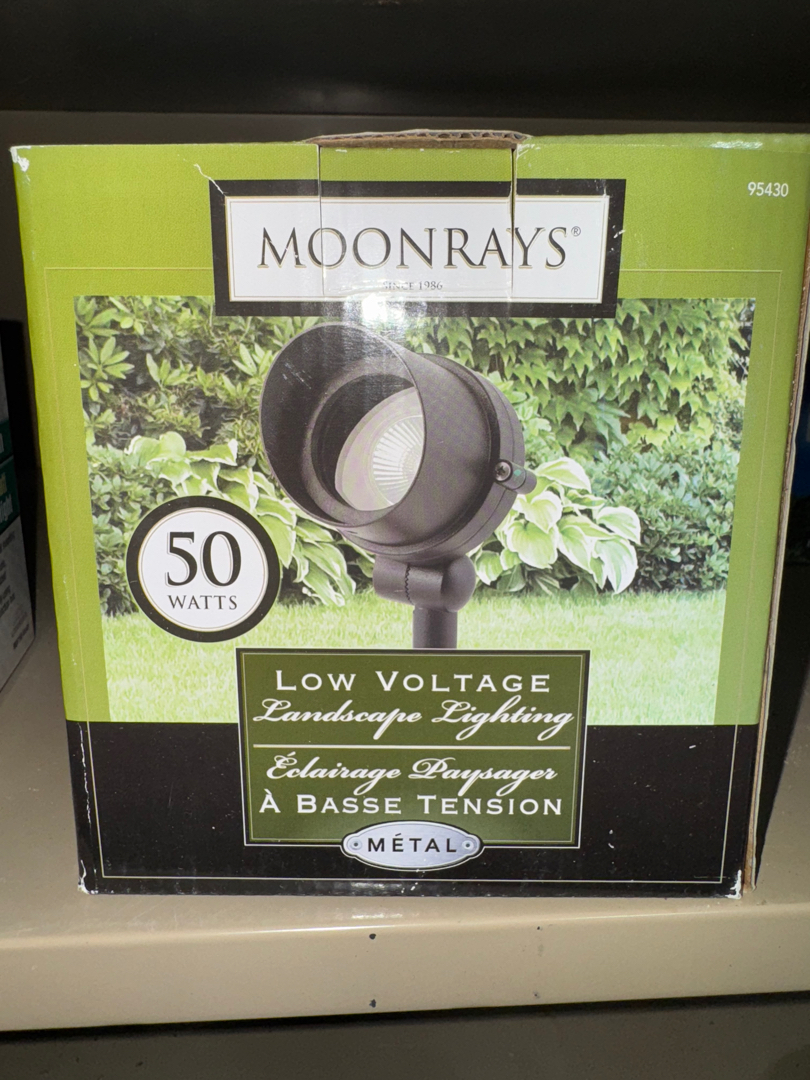 95430
MOONRAYS®
SINCE 1986
50
WATTS
LOW VOLTAGE
Landscape Lighting
Éclairage Paysager
À BASSE TENSION
MÉTAL